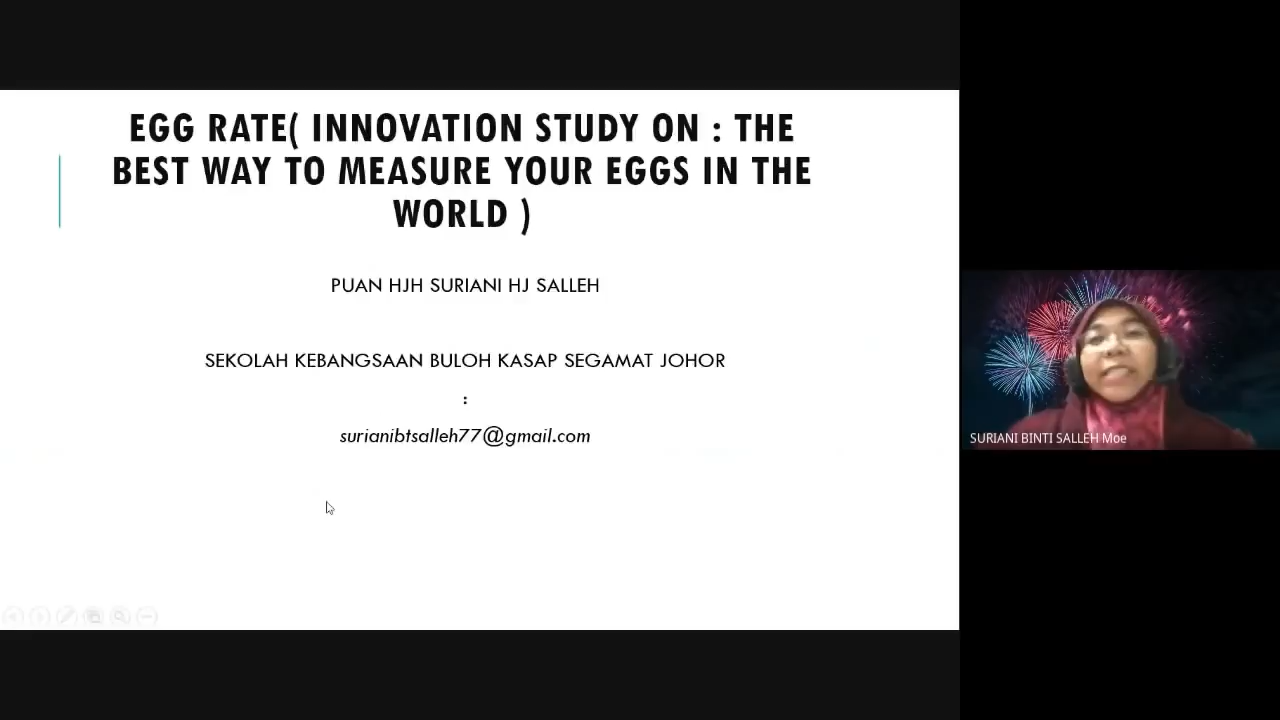 EGG RATE( INNOVATION STUDY ON : THE
BEST WAY TO MEASURE YOUR EGGS IN THE
WORLD )
PUAN HJH SURIANI HJ SALLEH
SEKOLAH KEBANGSAAN BULOH KASAP SEGAMAT JOHOR
:
surianibtsalleh77@gmail.com
SURIANI BINTI SALLEH Moe